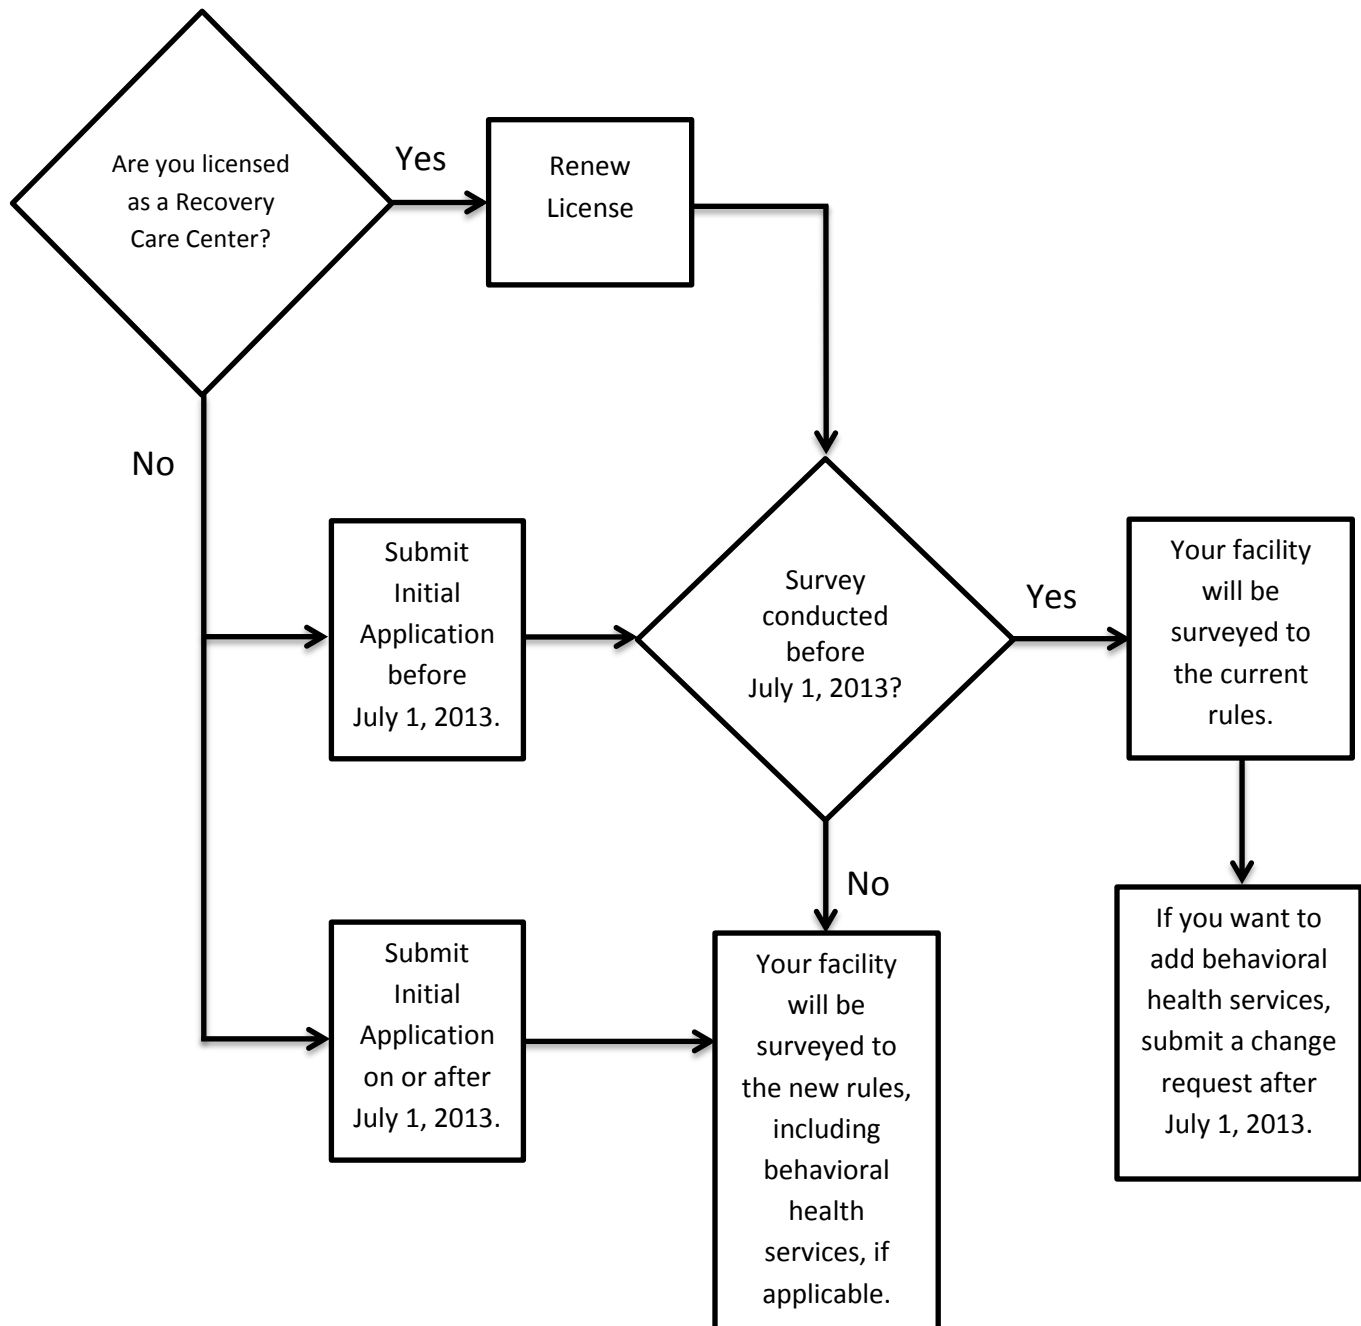 Are you licensed
as a Recovery
Care Center?
Yes
Renew
License
No
Submit
Initial
Application
before
July 1, 2013.
Survey
conducted
before
July 1, 2013?
Yes
Your facility
will be
surveyed to
the current
rules.
No
Submit
Initial
Application
on or after
July 1, 2013.
Your facility
will be
surveyed to
the new rules,
including
behavioral
health
services, if
applicable.
If you want to
add behavioral
health services,
submit a change
request after
July 1, 2013.